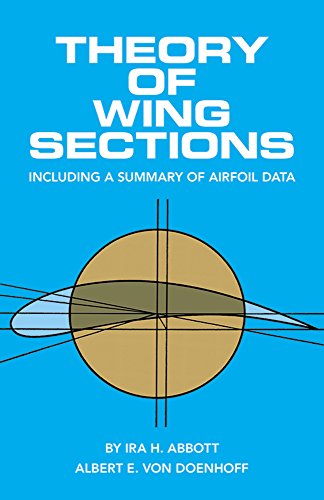 THEORY
OF
WING
SECTIONS
INCLUDING A SUMMARY OF AIRFOIL DATA
BY IRA H. ABBOTT
ALBERT E. VON DOENHOFF